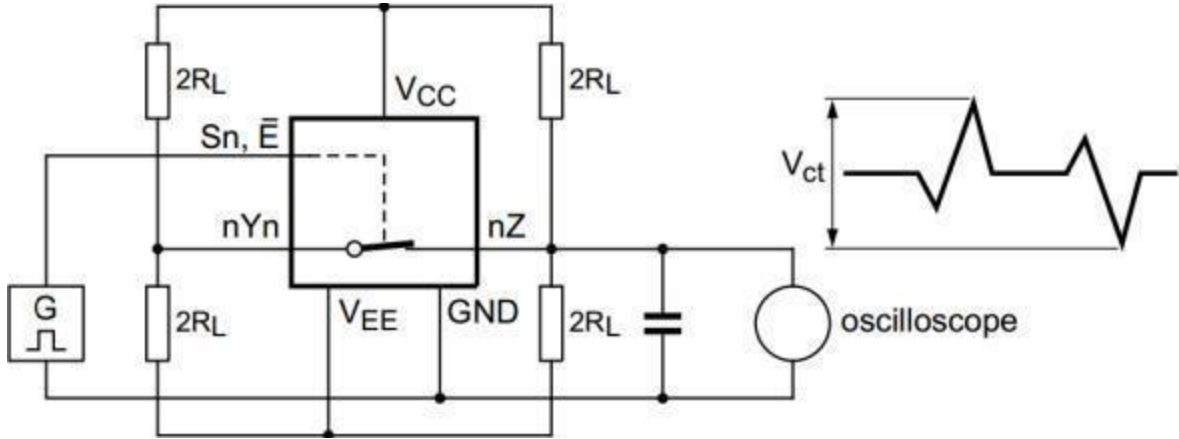 2RL
2RL
VCC
Sn, E̅
Vct
nYn
nZ
G
2RL
VEE
GND
2RL
oscilloscope